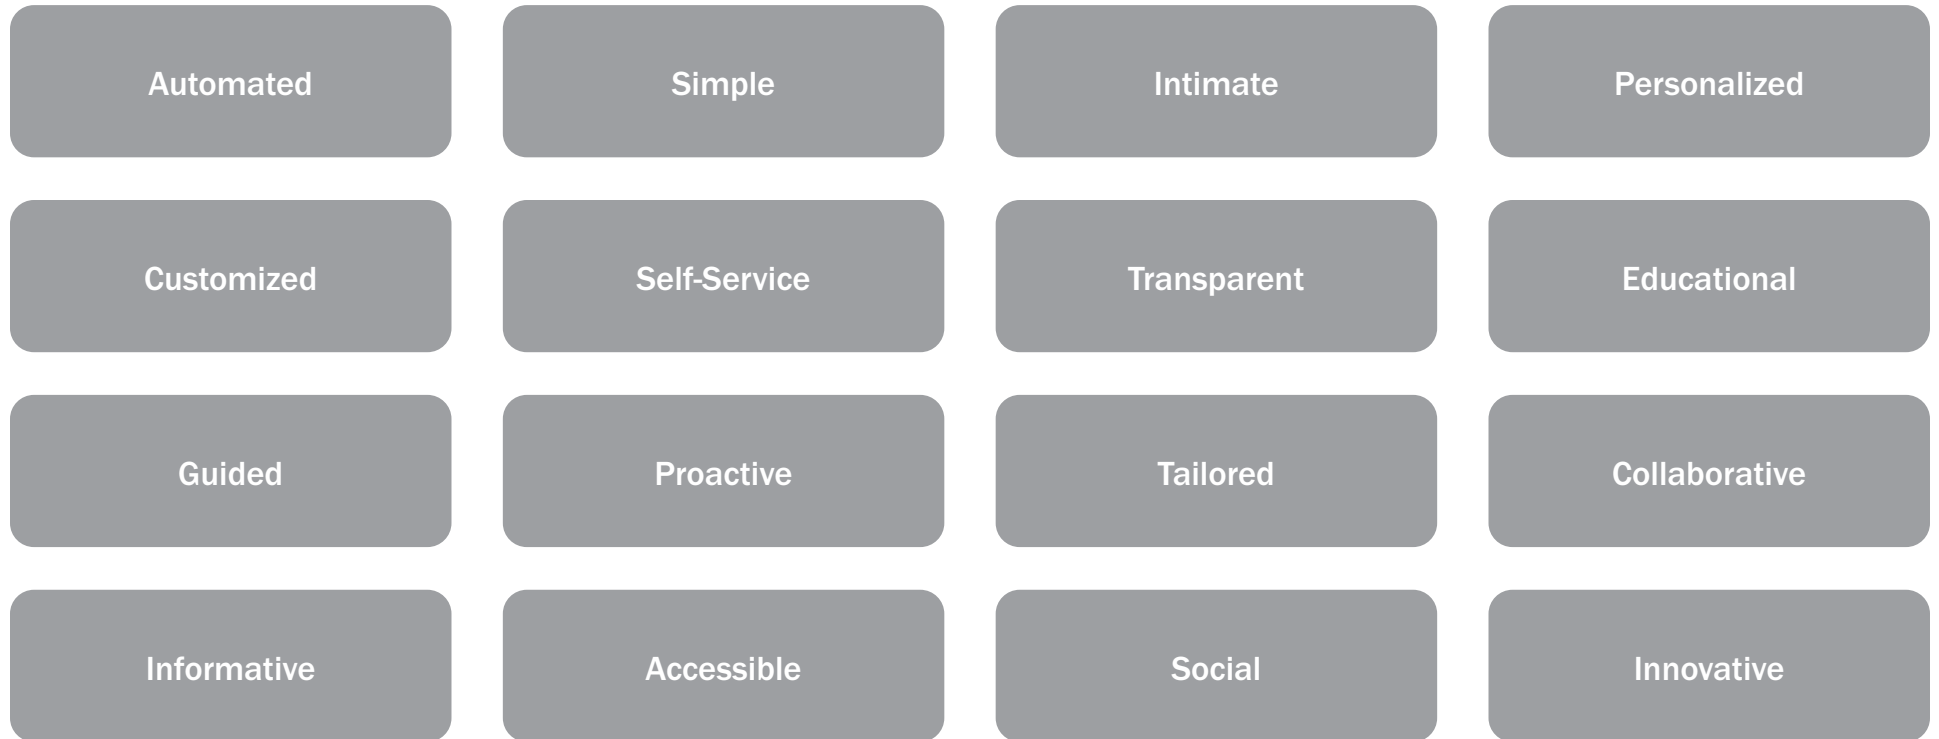 Automated
Simple
Intimate
Personalized
Customized
Self-Service
Transparent
Educational
Guided
Proactive
Tailored
Collaborative
Informative
Accessible
Social
Innovative